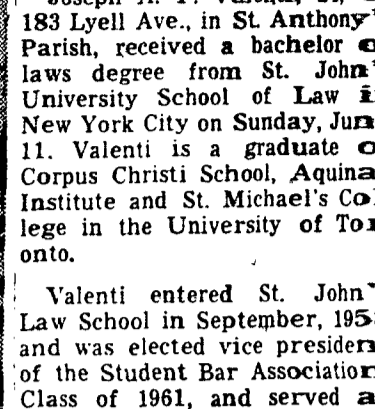 183 Lyell Ave., in St. Anthony'
Parish, received a bachelor o
laws degree from St. John'
University School of Law i
New York City on Sunday, Jun
11. Valenti is a graduate o
Corpus Christi School, Aquina
Institute and St. Michael's Col
lege in the University of Tor
onto.
Valenti entered St. John'
Law School in September, 195
and was elected vice presiden
of the Student Bar Association
Class of 1961, and served a